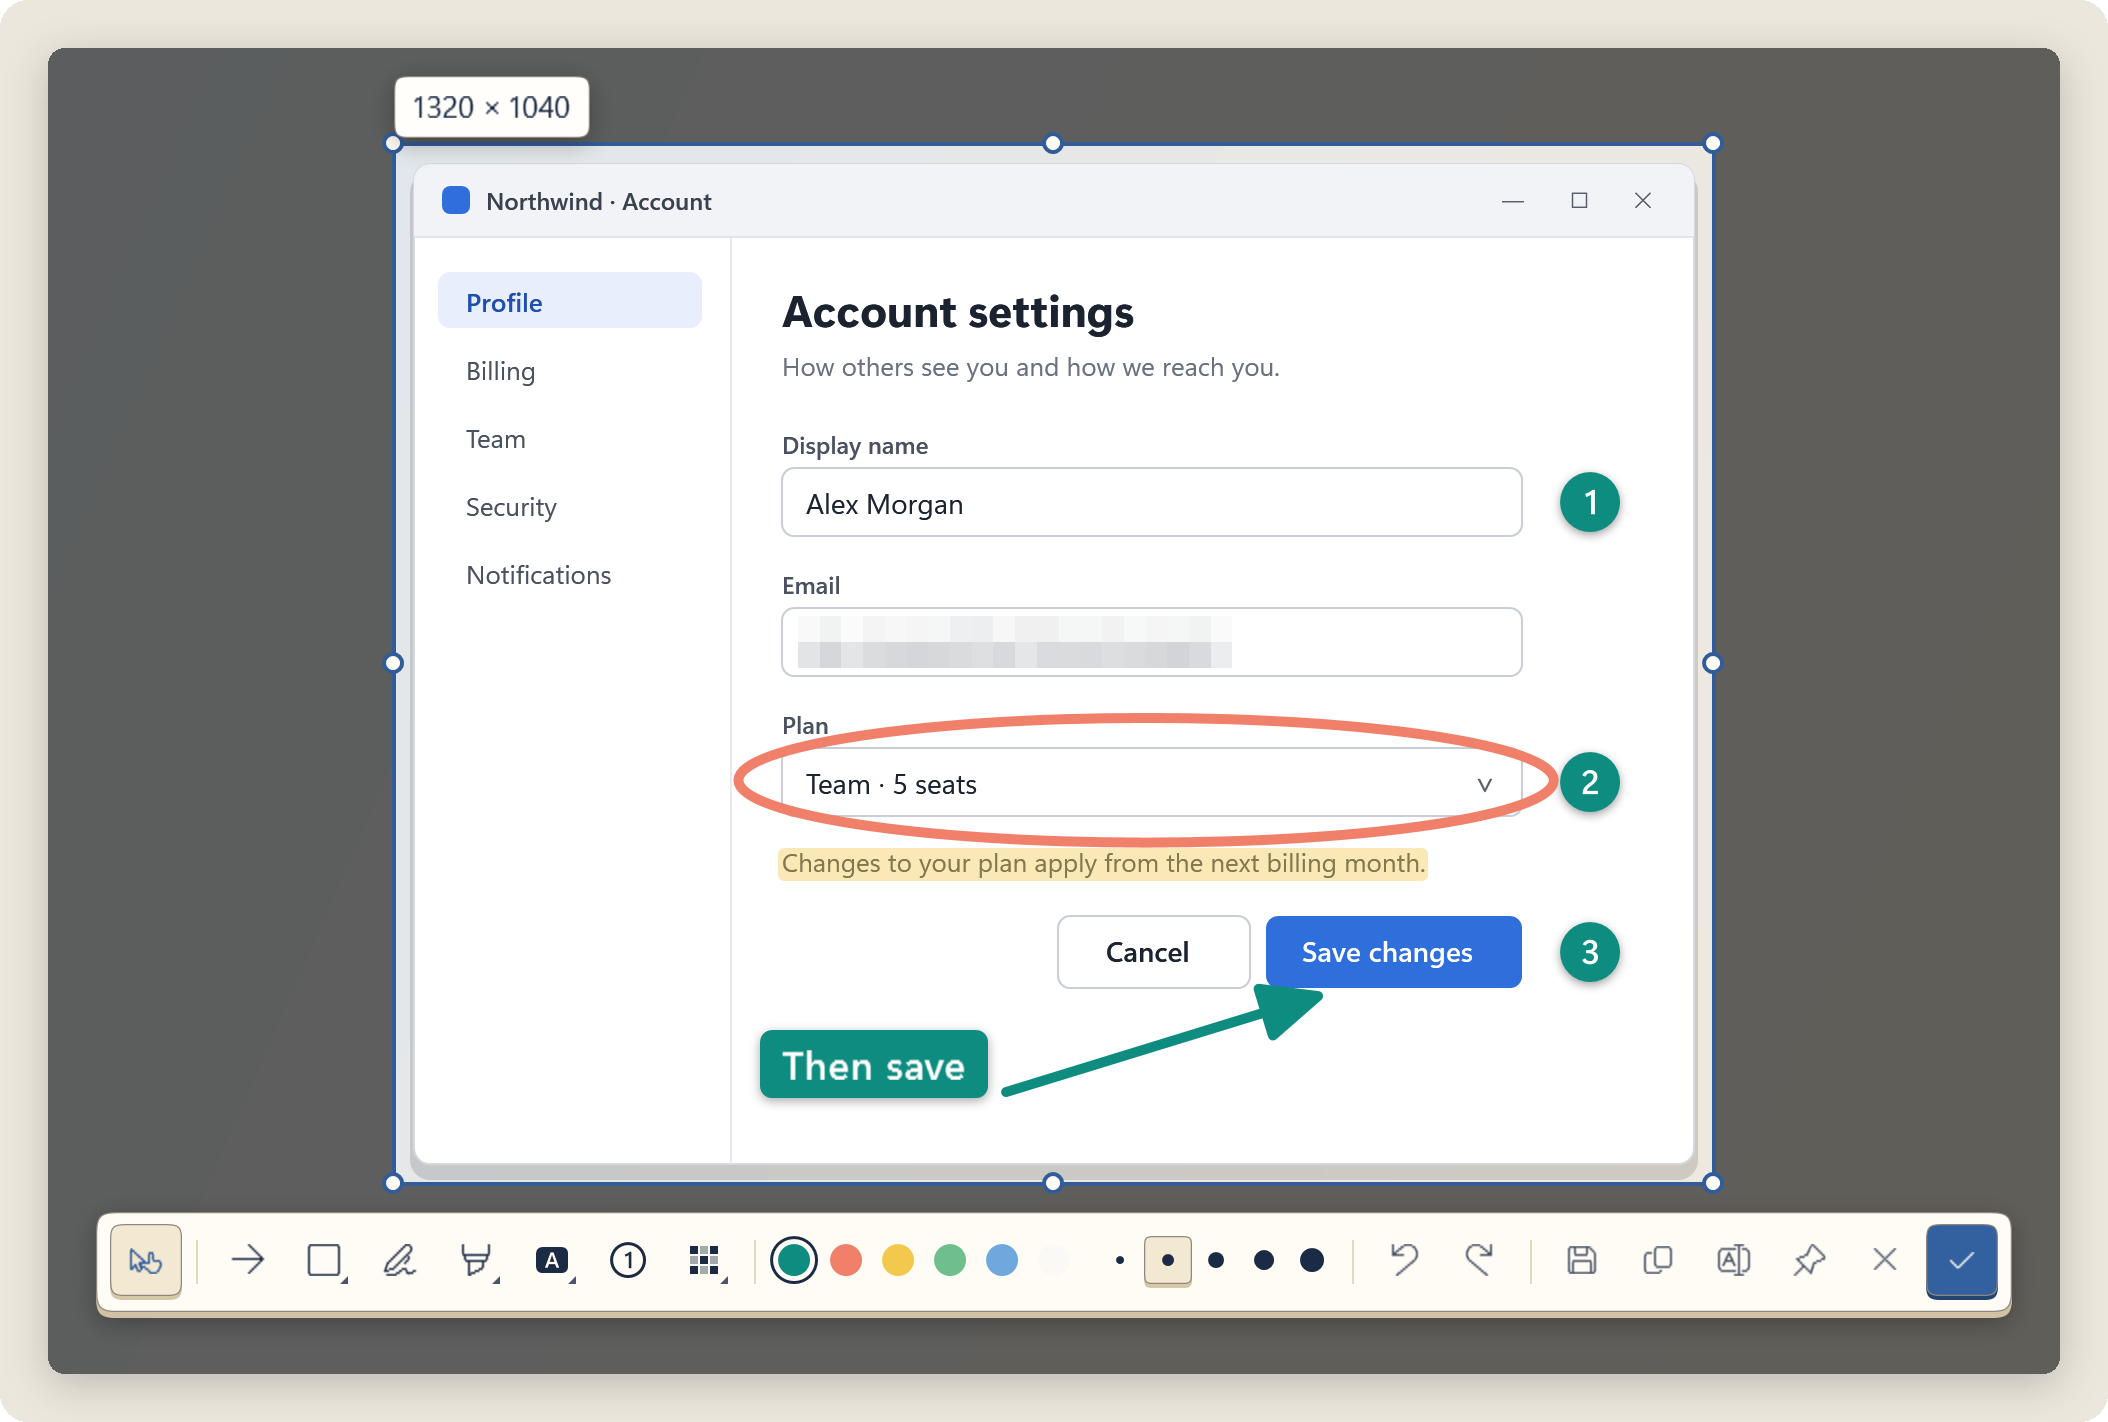 1320 × 1040
Northwind · Account
Profile
Billing
Team
Security
Notifications
Account settings
How others see you and how we reach you.
Display name
Alex Morgan
1
Email
Plan
Team · 5 seats
2
Changes to your plan apply from the next billing month.
Cancel
Save changes
3
Then save
A
1
A